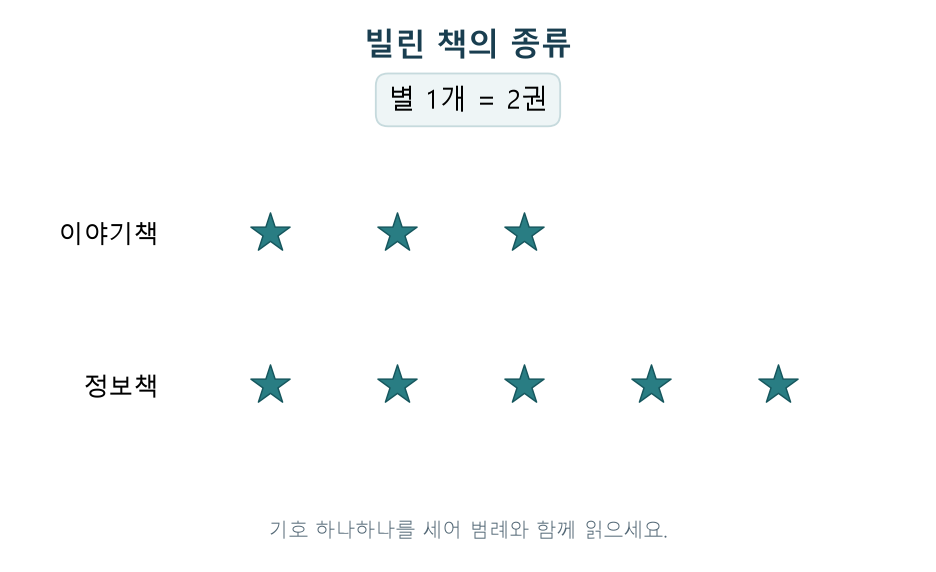 빌린 책의 종류
별 1개 = 2권
이야기책
정보책
기호 하나하나를 세어 범례와 함께 읽으세요.